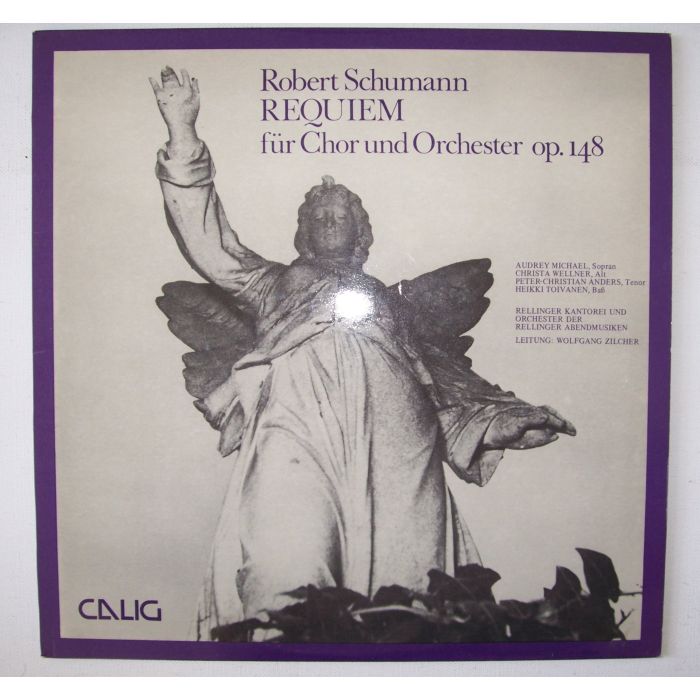 Robert Schumann
REQUIEM
für Chor und Orchester op. 148
AUDREY MICHAEL, Sopran
CHRISTA WELLNER, Alt
PETER-CHRISTIAN ANDERS, Tenor
HEIKKI TOIVANEN, Baß
RELLINGER KANTOREI UND
ORCHESTER DER
RELLINGER ABENDMUSIKEN
LEITUNG: WOLFGANG ZILCHER
CALIG